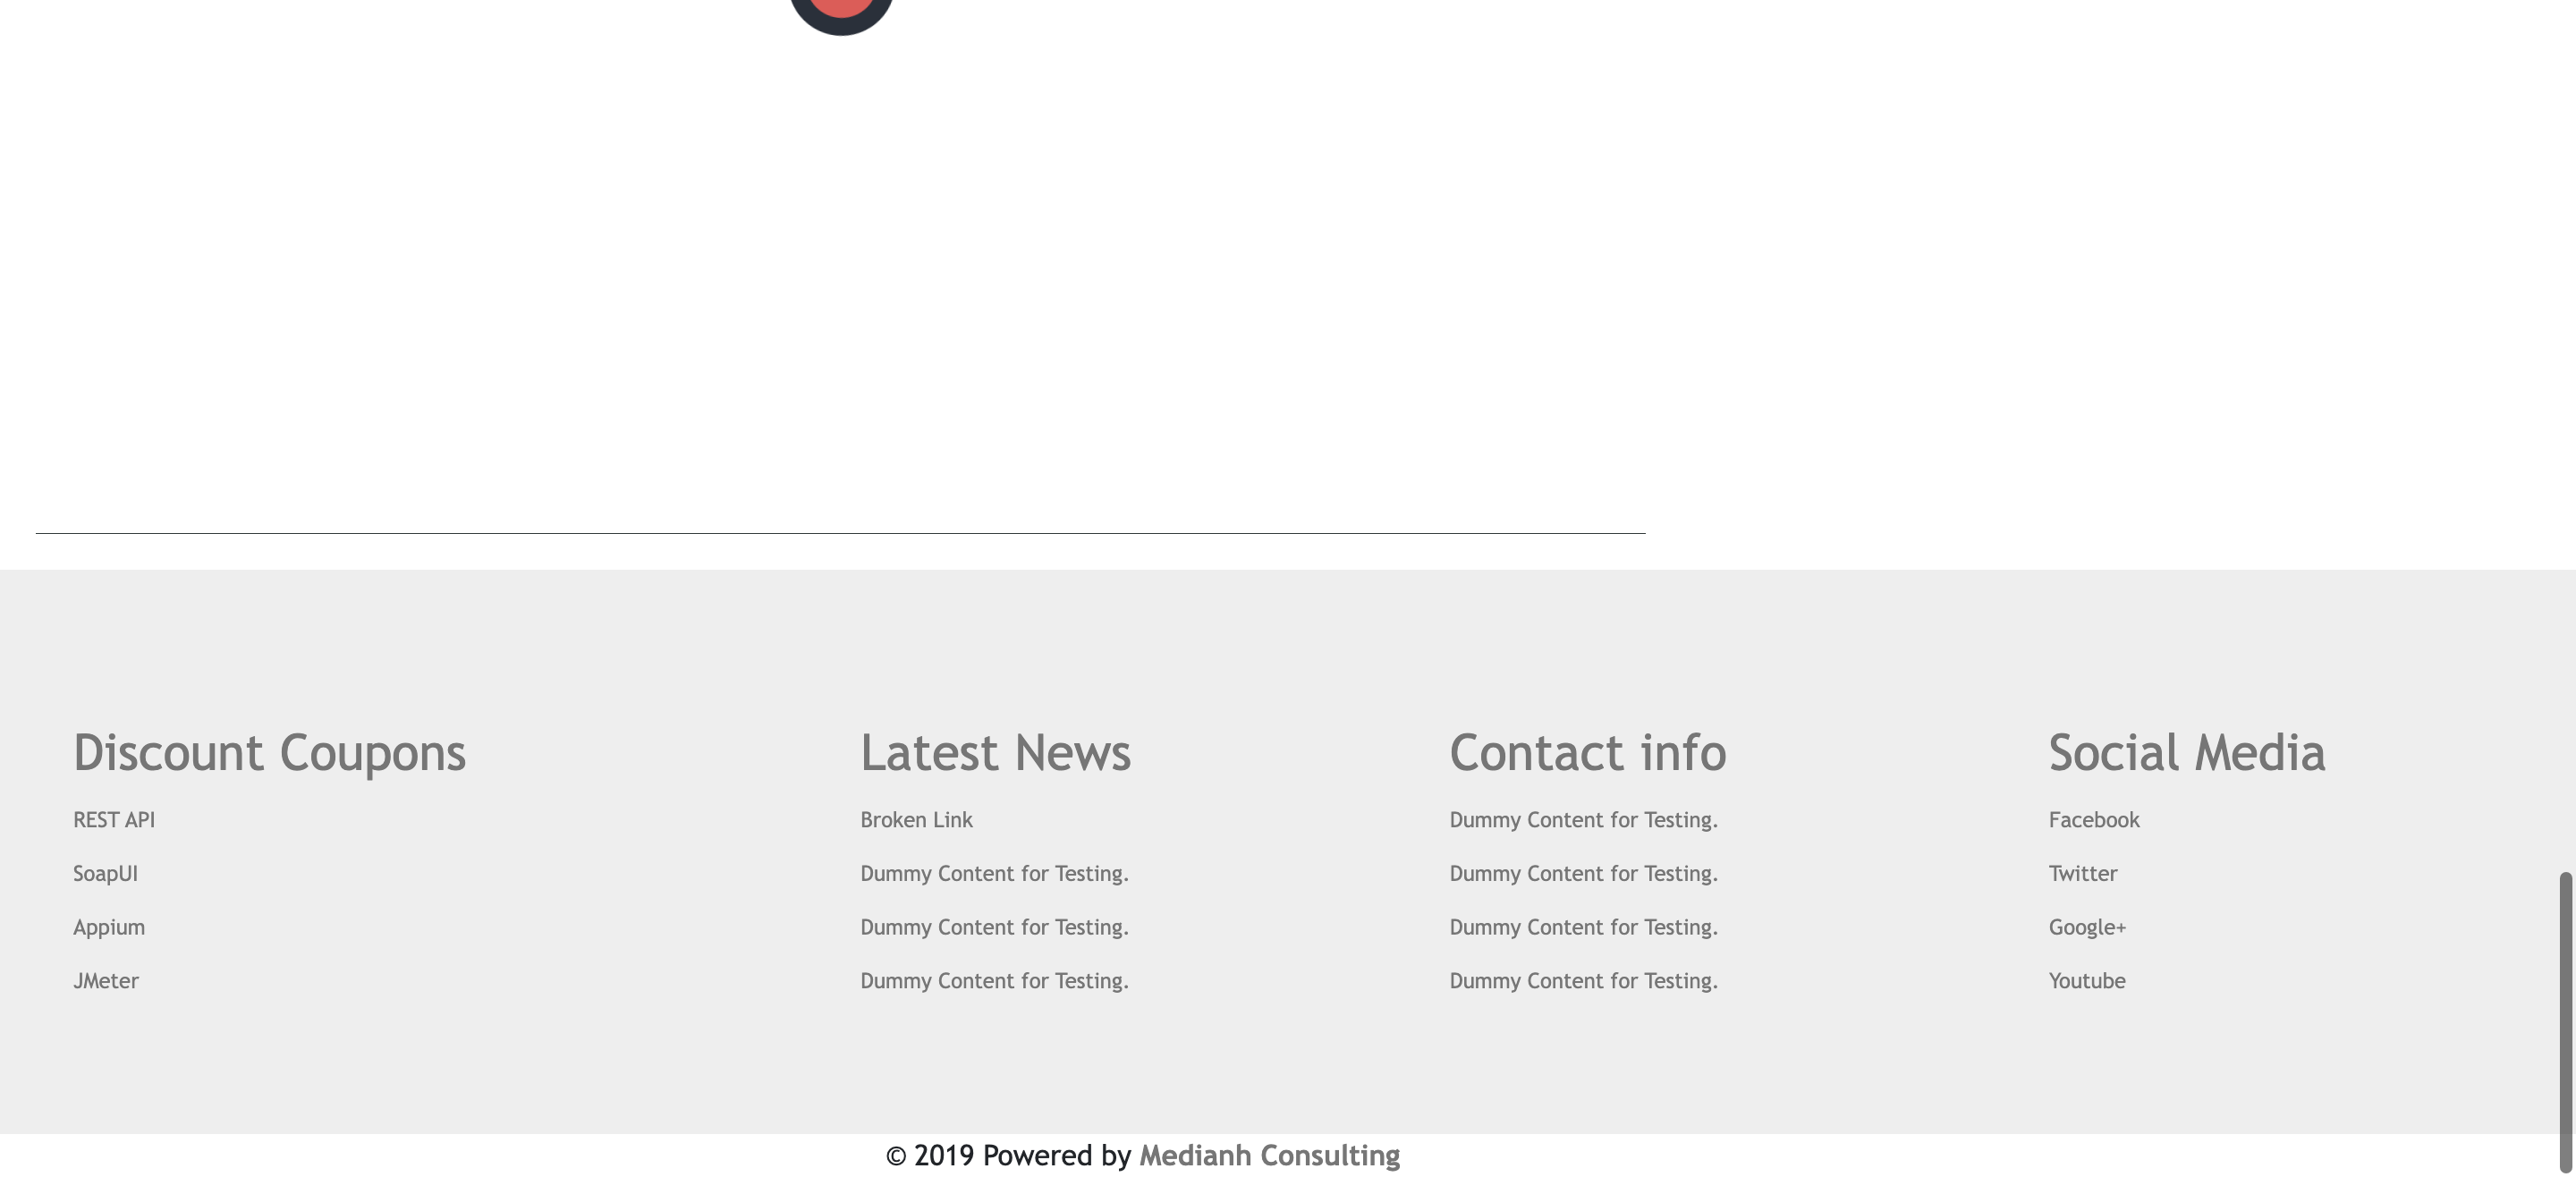 Discount Coupons
REST API
SoapUI
Appium
JMeter
Latest News
Broken Link
Dummy Content for Testing.
Dummy Content for Testing.
Dummy Content for Testing.
Contact info
Dummy Content for Testing.
Dummy Content for Testing.
Dummy Content for Testing.
Dummy Content for Testing.
Social Media
Facebook
Twitter
Google+
Youtube
© 2019 Powered by Medianh Consulting